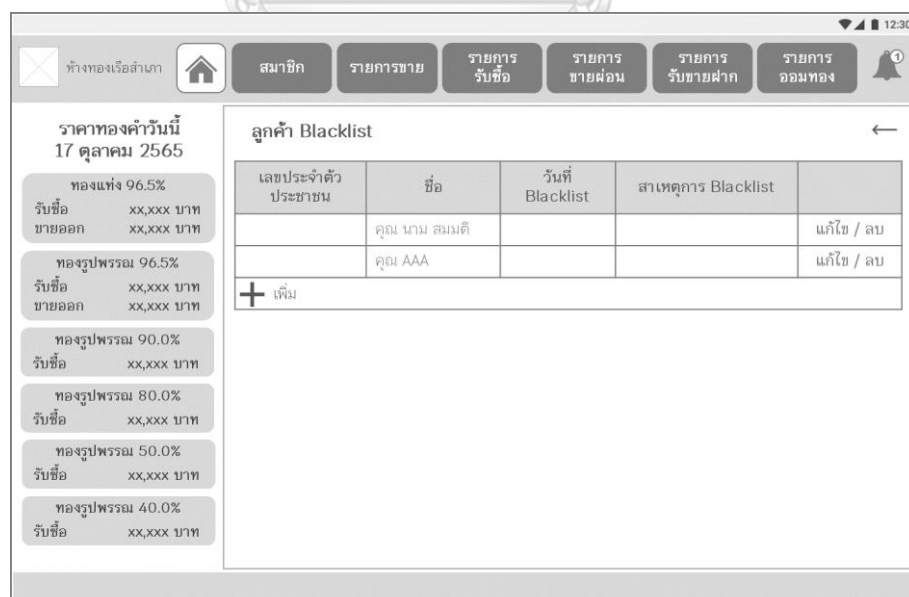 12:30
ห้างทองเรือสำเภา
สมาชิก
รายการขาย
รายการ
รับซื้อ
รายการ
ขายผ่อน
รายการ
รับขายฝาก
รายการ
ออมทอง
1
ราคาทองคำวันนี้
17 ตุลาคม 2565
ทองแท่ง 96.5%
รับซื้อ xx,xxx บาท
ขายออก xx,xxx บาท
ทองรูปพรรณ 96.5%
รับซื้อ xx,xxx บาท
ขายออก xx,xxx บาท
ทองรูปพรรณ 90.0%
รับซื้อ xx,xxx บาท
ทองรูปพรรณ 80.0%
รับซื้อ xx,xxx บาท
ทองรูปพรรณ 50.0%
รับซื้อ xx,xxx บาท
ทองรูปพรรณ 40.0%
รับซื้อ xx,xxx บาท
ลูกค้า Blacklist
เลขประจำตัว
ประชาชน
ชื่อ
วันที่
Blacklist
สาเหตุการ Blacklist
คุณ นาม สมมติ แก้ไข / ลบ
คุณ AAA แก้ไข / ลบ
เพิ่ม